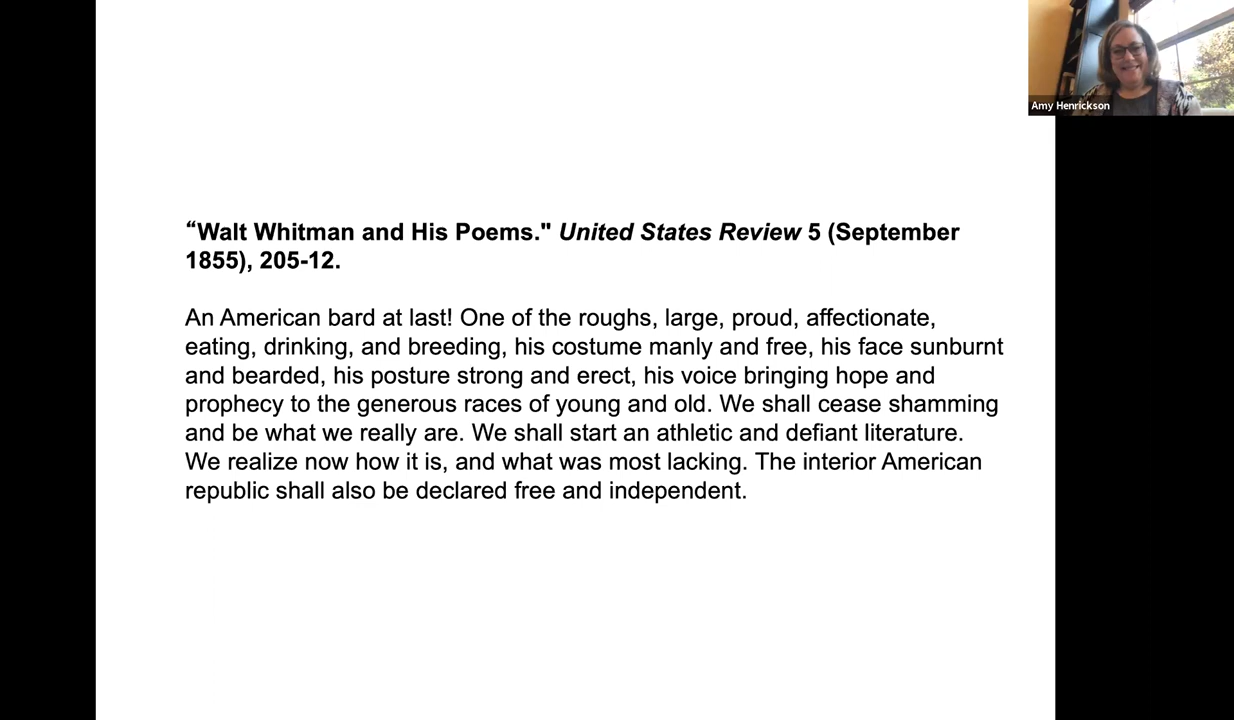 “Walt Whitman and His Poems." United States Review 5 (September
1855), 205-12.
An American bard at last! One of the roughs, large, proud, affectionate,
eating, drinking, and breeding, his costume manly and free, his face sunburnt
and bearded, his posture strong and erect, his voice bringing hope and
prophecy to the generous races of young and old. We shall cease shamming
and be what we really are. We shall start an athletic and defiant literature.
We realize now how it is, and what was most lacking. The interior American
republic shall also be declared free and independent.
Amy Henrickson